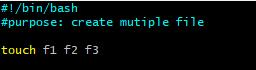 #!/bin/bash
#purpose: create mutiple file
touch f1 f2 f3